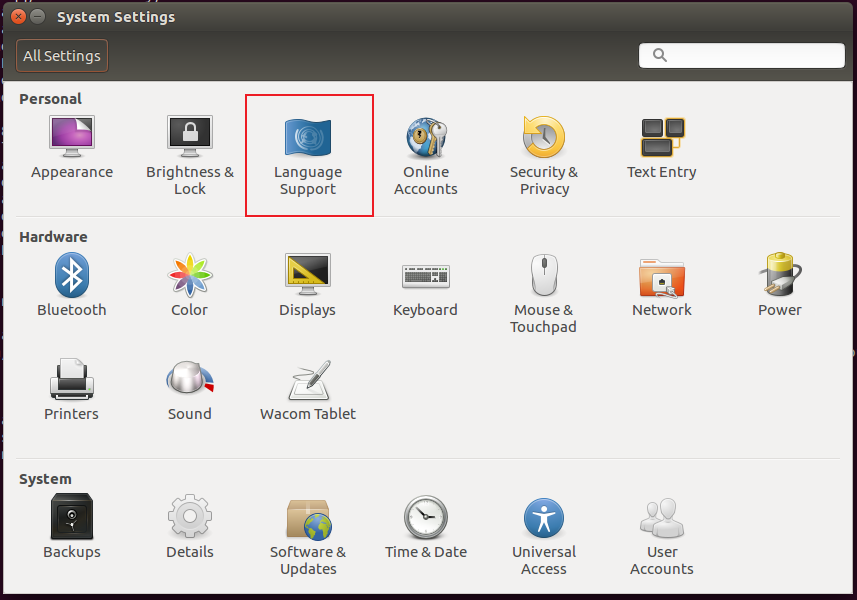 System Settings
All Settings
Personal
Appearance
Brightness &
Lock
Language
Support
Online
Accounts
Security &
Privacy
Text Entry
Hardware
Bluetooth
Color
Displays
Keyboard
Mouse &
Touchpad
Network
Power
Printers
Sound
Wacom Tablet
System
Backups
Details
Software &
Updates
Time & Date
Universal
Access
User
Accounts